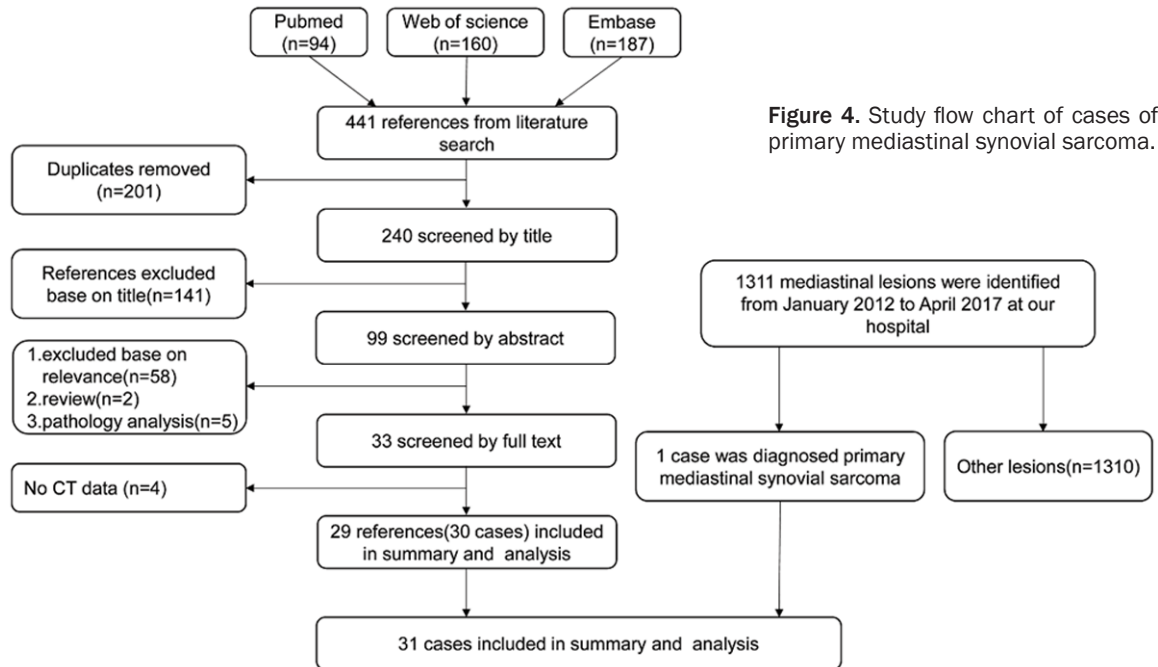 Pubmed
(n=94)
Web of science
(n=160)
Embase
(n=187)
441 references from literature
search
Figure 4. Study flow chart of cases of
primary mediastinal synovial sarcoma.
Duplicates removed
(n=201)
240 screened by title
References excluded
base on title(n=141)
99 screened by abstract
1.excluded base on
relevance(n=58)
2.review(n=2)
3.pathology analysis(n=5)
33 screened by full text
No CT data (n=4)
29 references(30 cases) included
in summary and analysis
1311 mediastinal lesions were identified
from January 2012 to April 2017 at our
hospital
1 case was diagnosed primary
mediastinal synovial sarcoma
Other lesions(n=1310)
31 cases included in summary and analysis